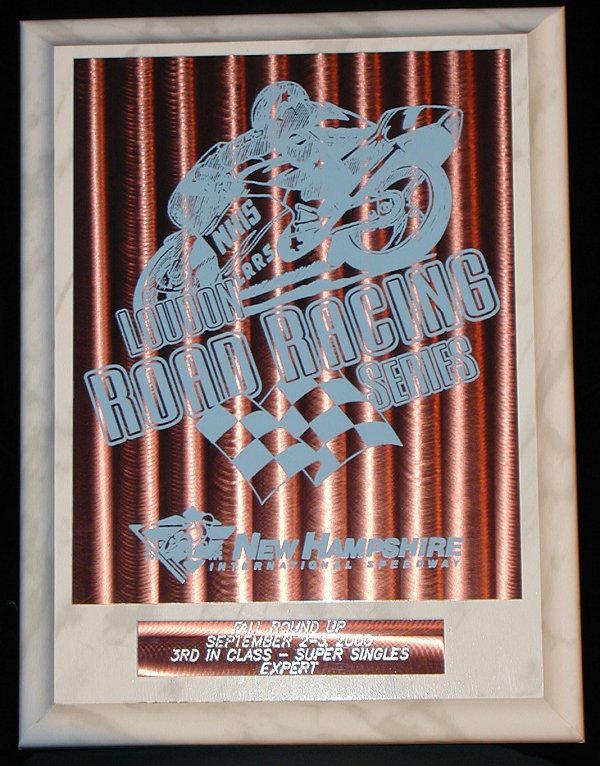 NHIS
RRS
LOUDON
ROAD RACING
SERIES
NEW HAMPSHIRE
INTERNATIONAL SPEEDWAY
FALL ROUND UP
SEPTEMBER 2-3, 2000
3RD IN CLASS - SUPER SINGLES
EXPERT